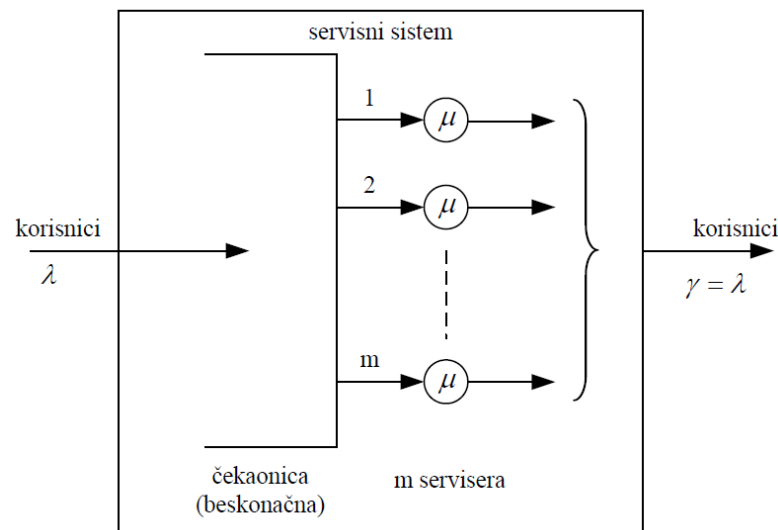 servisni sistem
1
μ
2
μ
korisnici
λ
korisnici
γ = λ
m
μ
čekaonica
(beskonačna)
m servisera